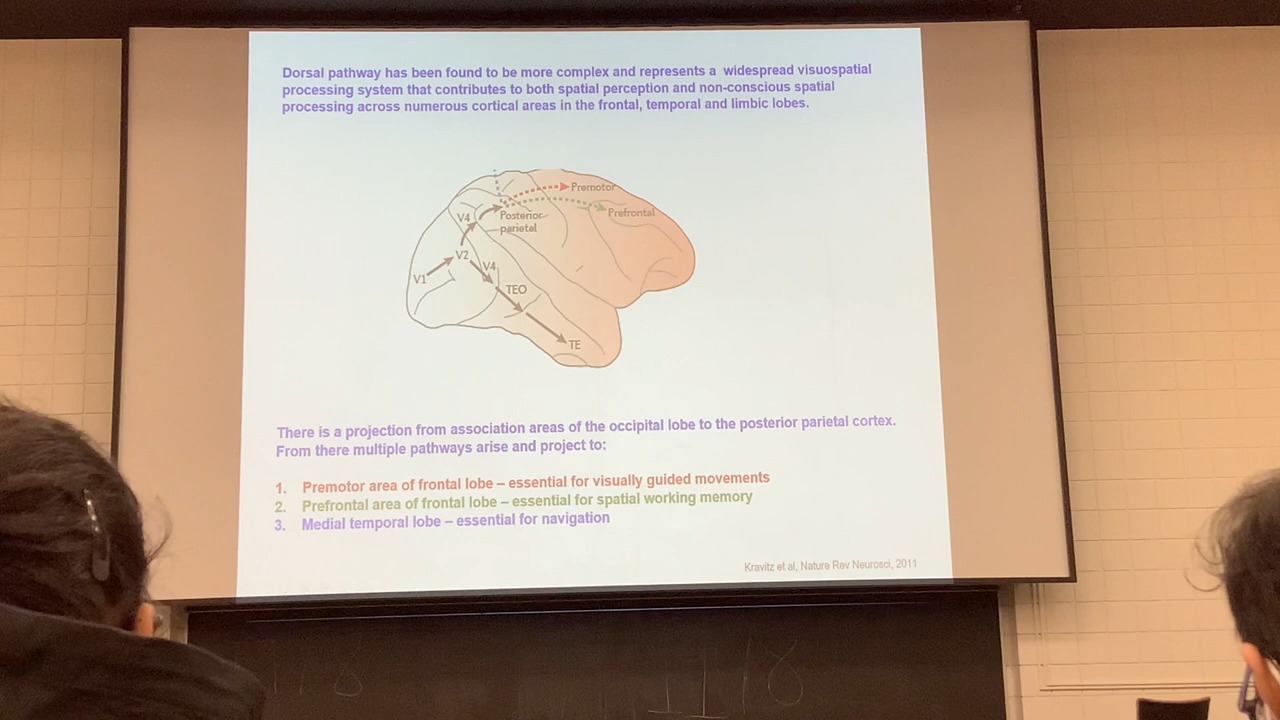 Dorsal pathway has been found to be more complex and represents a widespread visuospatial
processing system that contributes to both spatial perception and non-conscious spatial
processing across numerous cortical areas in the frontal, temporal and limbic lobes.
Premotor
Prefrontal
V4
Posterior
parietal
V2
V4
V1
TEO
TE
There is a projection from association areas of the occipital lobe to the posterior parietal cortex.
From there multiple pathways arise and project to:
1. Premotor area of frontal lobe – essential for visually guided movements
2. Prefrontal area of frontal lobe – essential for spatial working memory
3. Medial temporal lobe – essential for navigation
Kravitz et al, Nature Rev Neurosci, 2011